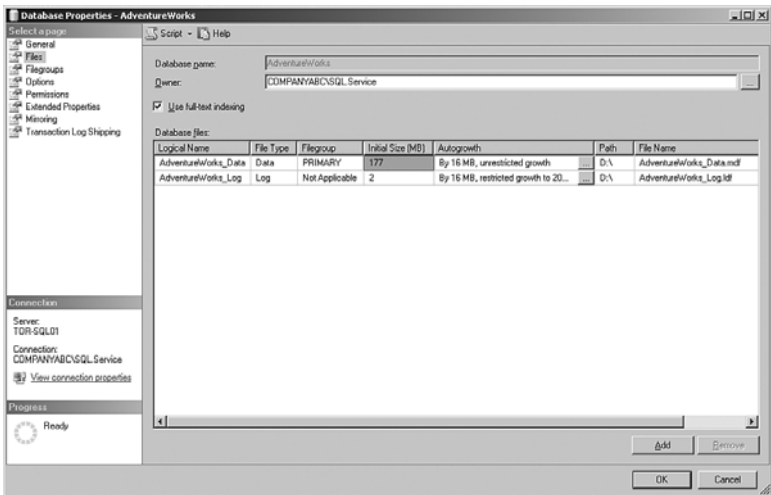 Database Properties - AdventureWorks
Select a page
General
Files
Filegroups
Options
Permissions
Extended Properties
Mirroring
Transaction Log Shipping
Script Help
Database name: AdventureWorks
Owner: COMPANYABC\SQL.Service ...
Use full-text indexing
Database files:
Logical Name File Type Filegroup Initial Size (MB) Autogrowth Path File Name
AdventureWorks_Data Data PRIMARY 177 By 16 MB, unrestricted growth ... D:\ AdventureWorks_Data.mdf
AdventureWorks_Log Log Not Applicable 2 By 16 MB, restricted growth to 20... ... D:\ AdventureWorks_Log.ldf
Connection
Server:
TOR-SQL01
Connection:
COMPANYABC\SQL.Service
View connection properties
Progress
Ready
Add Remove
OK Cancel